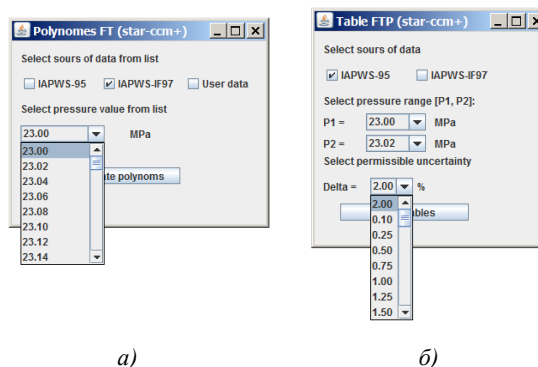 Polynomes FT (star-ccm+)
Select sours of data from list
IAPWS-95 IAPWS-IF97 User data
Select pressure value from list
23.00 MPa
23.00
23.02
23.04
te polynoms
23.06
23.08
23.10
23.12
23.14
а)
Table FTP (star-ccm+)
Select sours of data
IAPWS-95 IAPWS-IF97
Select pressure range [P1, P2]:
P1 = 23.00 MPa
P2 = 23.02 MPa
Select permissible uncertainty
Delta = 2.00 %
2.00
0.10 bles
0.25
0.50
0.75
1.00
1.25
1.50
б)